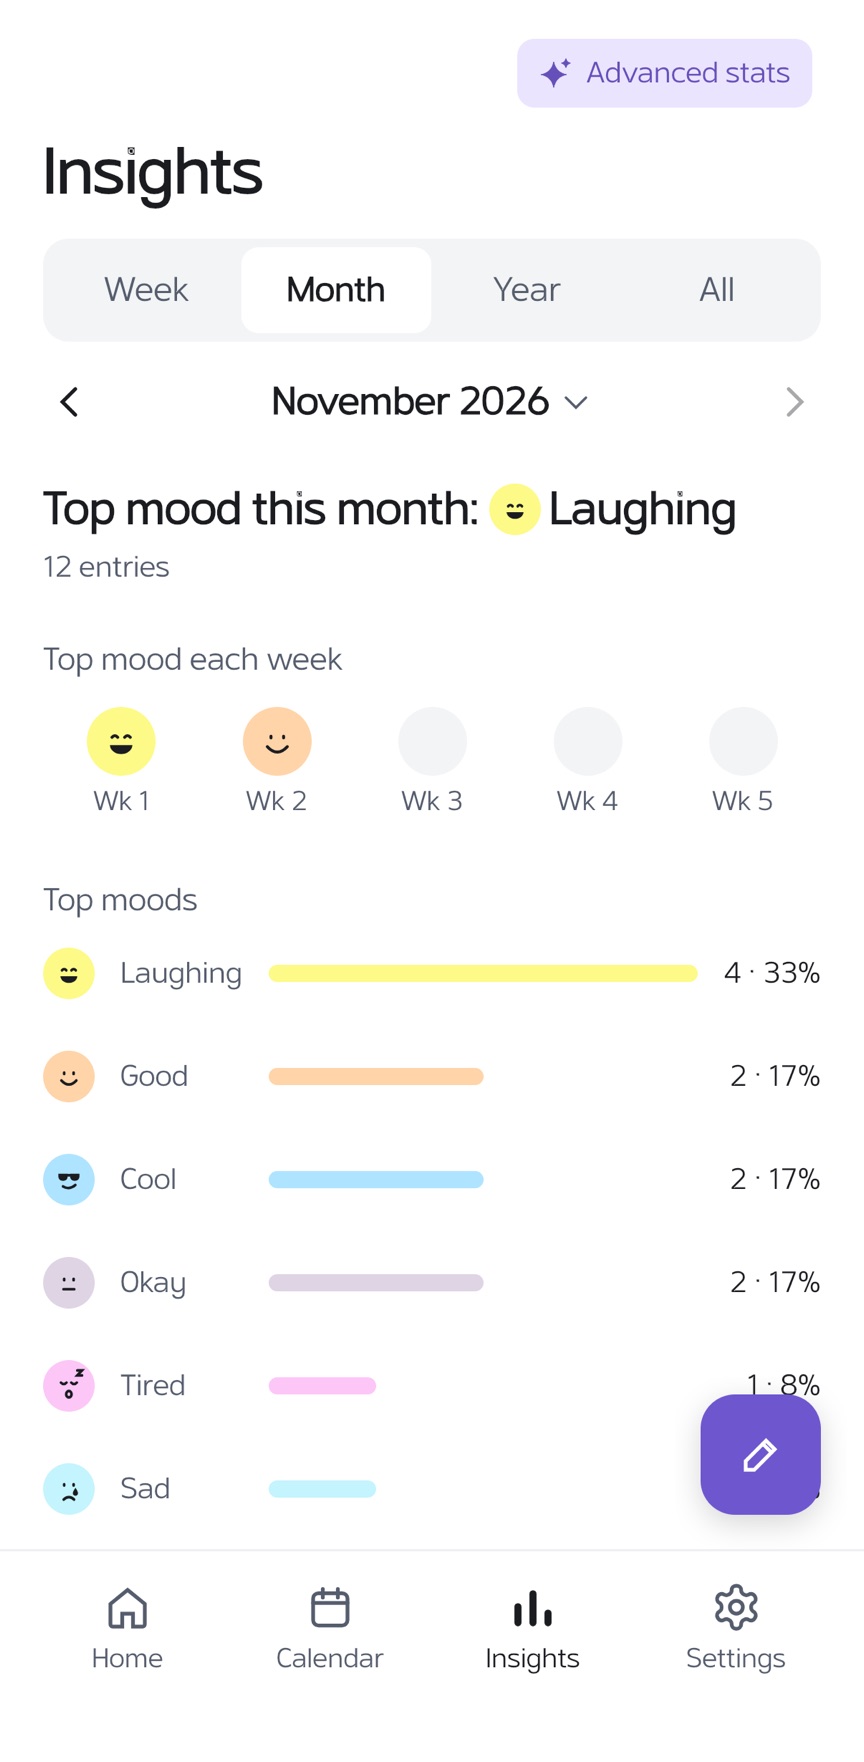 Advanced stats
Insights
Week Month Year All
November 2026
Top mood this month: Laughing
12 entries
Top mood each week
Wk 1 Wk 2 Wk 3 Wk 4 Wk 5
Top moods
Laughing 4 · 33%
Good 2 · 17%
Cool 2 · 17%
Okay 2 · 17%
Tired 1 · 8%
Sad
Home Calendar Insights Settings